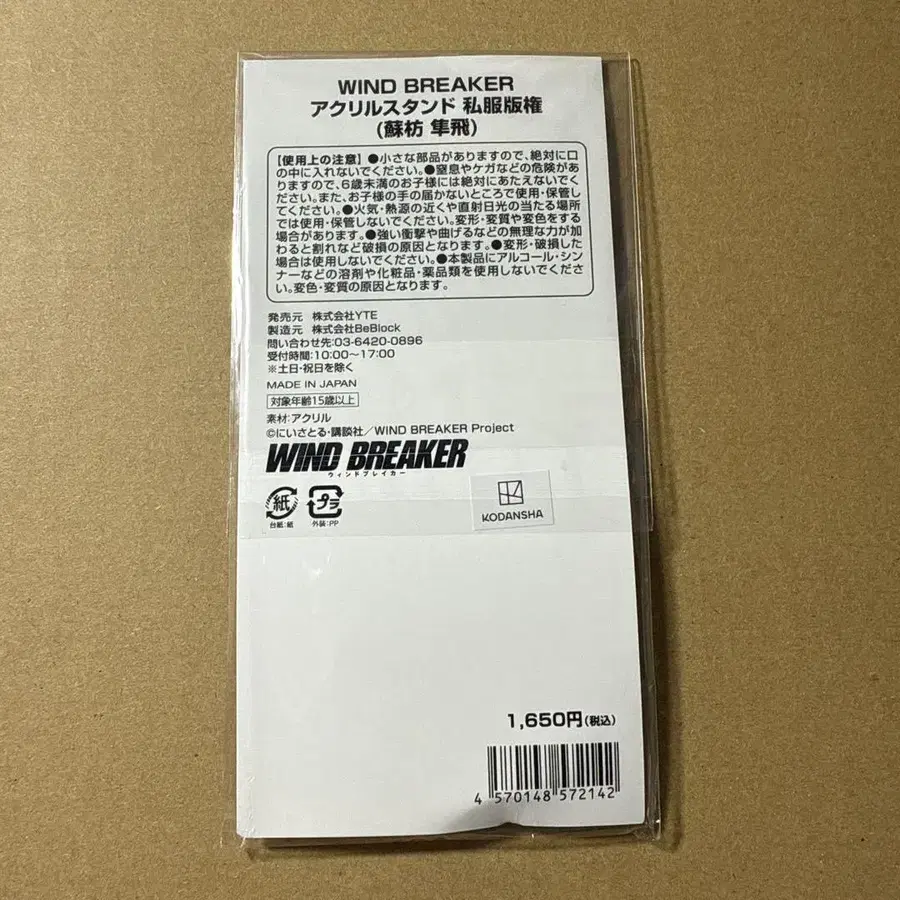 WIND BREAKER
アクリルスタンド 私服版権
(蘇枋 隼飛)
【使用上の注意】●小さな部品がありますので、絶対に口
の中に入れないでください。●窒息やケガなどの危険があ
りますので、6歳未満のお子様には絶対にあたえないでく
ださい。また、お子様の手の届かないところで使用・保管し
てください。●火気・熱源の近くや直射日光の当たる場所
では使用・保管しないでください。変形・変質や変色をする
場合があります。●強い衝撃や曲げるなどの無理な力が加
わると割れなど破損の原因となります。●変形・破損した
場合は使用しないでください。●本製品にアルコール・シン
ナーなどの溶剤や化粧品・薬品類を使用しないでくださ
い。変色・変質の原因となります。
発売元 株式会社YTE
製造元 株式会社BeBlock
問い合わせ先:03-6420-0896
受付時間:10:00〜17:00
※土日・祝日を除く
MADE IN JAPAN
対象年齢15歳以上
素材:アクリル
©にいさとる・講談社/WIND BREAKER Project
WIND BREAKER
ウィンドブレイカー
紙 プラ
台紙:紙 外装:PP
KODANSHA
1,650円(税込)
4 570148 572142